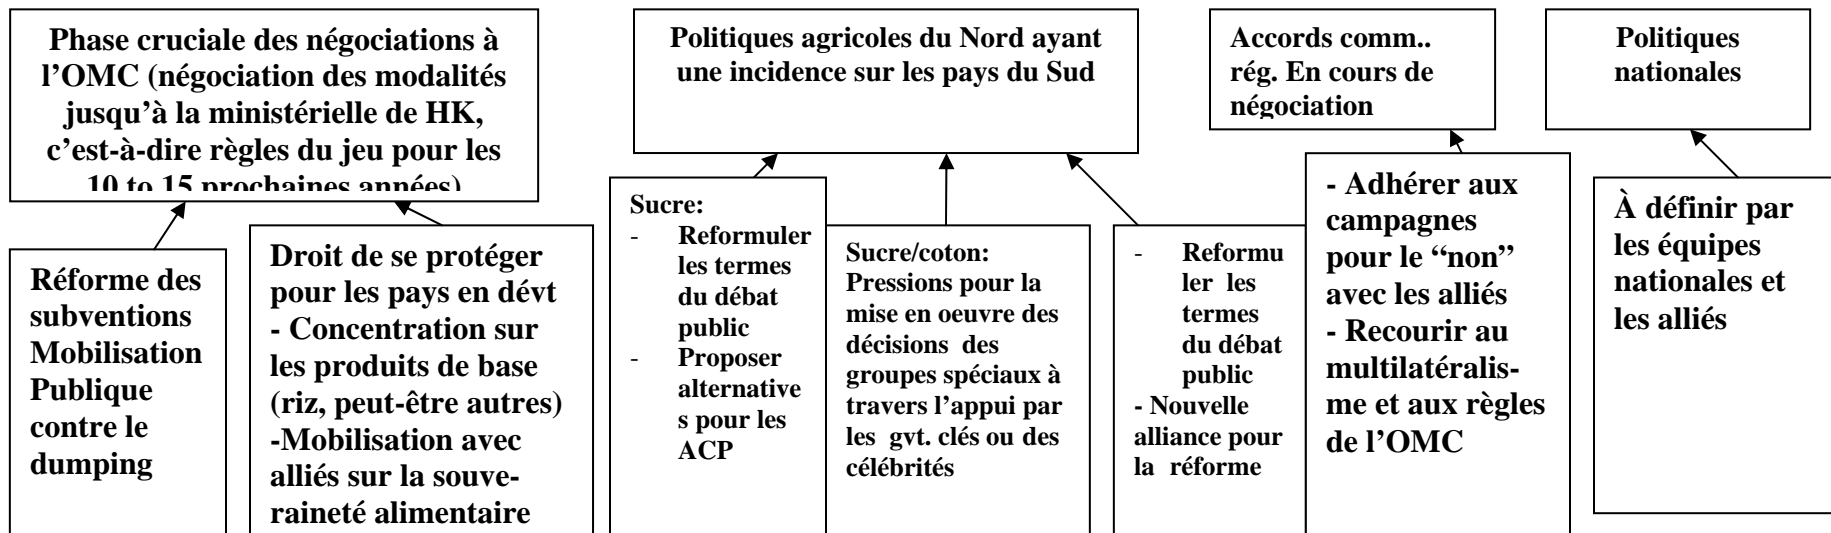 Phase cruciale des négociations à
l’OMC (négociation des modalités
jusqu’à la ministérielle de HK,
c’est-à-dire règles du jeu pour les
10 to 15 prochaines années)
Politiques agricoles du Nord ayant
une incidence sur les pays du Sud
Accords comm..
rég. En cours de
négociation
Politiques
nationales
Réforme des
subventions
Mobilisation
Publique
contre le
dumping
Droit de se protéger
pour les pays en dévt
- Concentration sur
les produits de base
(riz, peut-être autres)
-Mobilisation avec
alliés sur la souve-
raineté alimentaire
Sucre:
- Reformuler
les termes
du débat
public
- Proposer
alternative
s pour les
ACP
Sucre/coton:
Pressions pour la
mise en oeuvre des
décisions des
groupes spéciaux à
travers l’appui par
les gvt. clés ou des
célébrités
- Reformu
ler les
termes
du débat
public
- Nouvelle
alliance pour
la réforme
- Adhérer aux
campagnes
pour le “non”
avec les alliés
- Recourir au
multilatéralis-
me et aux règles
de l’OMC
À définir par
les équipes
nationales et
les alliés